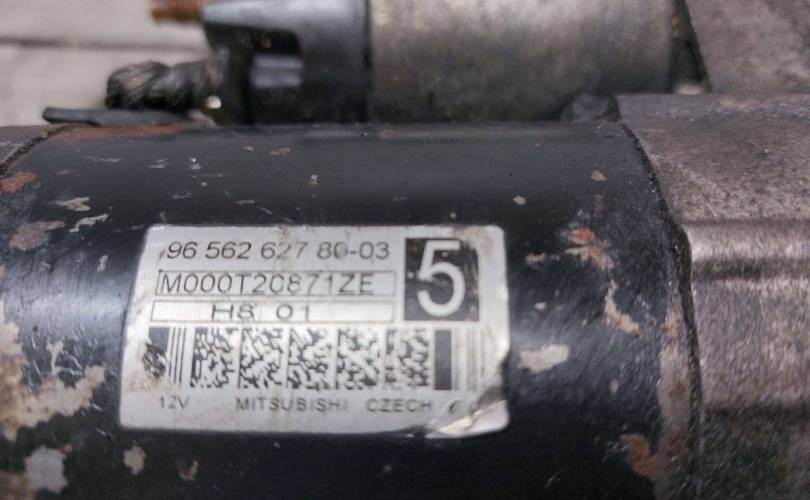 96 562 627 80-03
5
M000T20871ZE
H8 01
12V MITSUBISHI CZECH